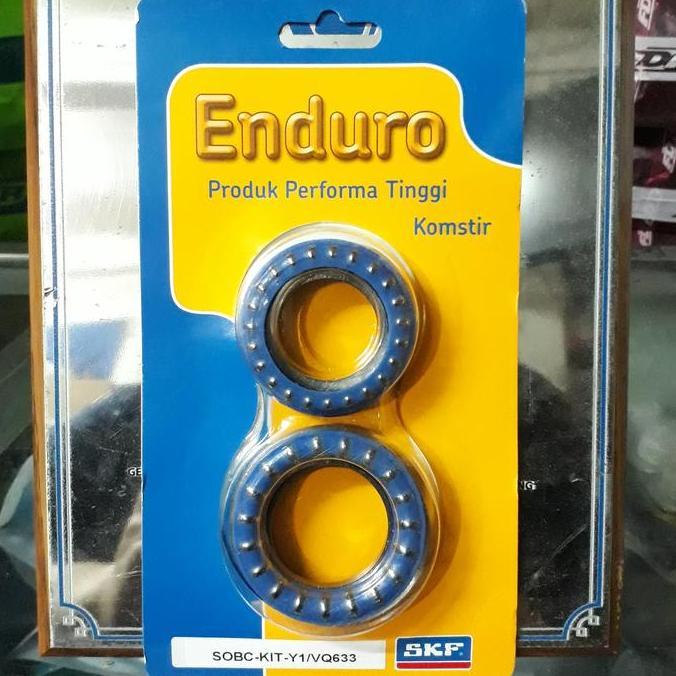 Enduro
Produk Performa Tinggi
Komstir
SOBC-KIT-Y1/VQ633
SKF